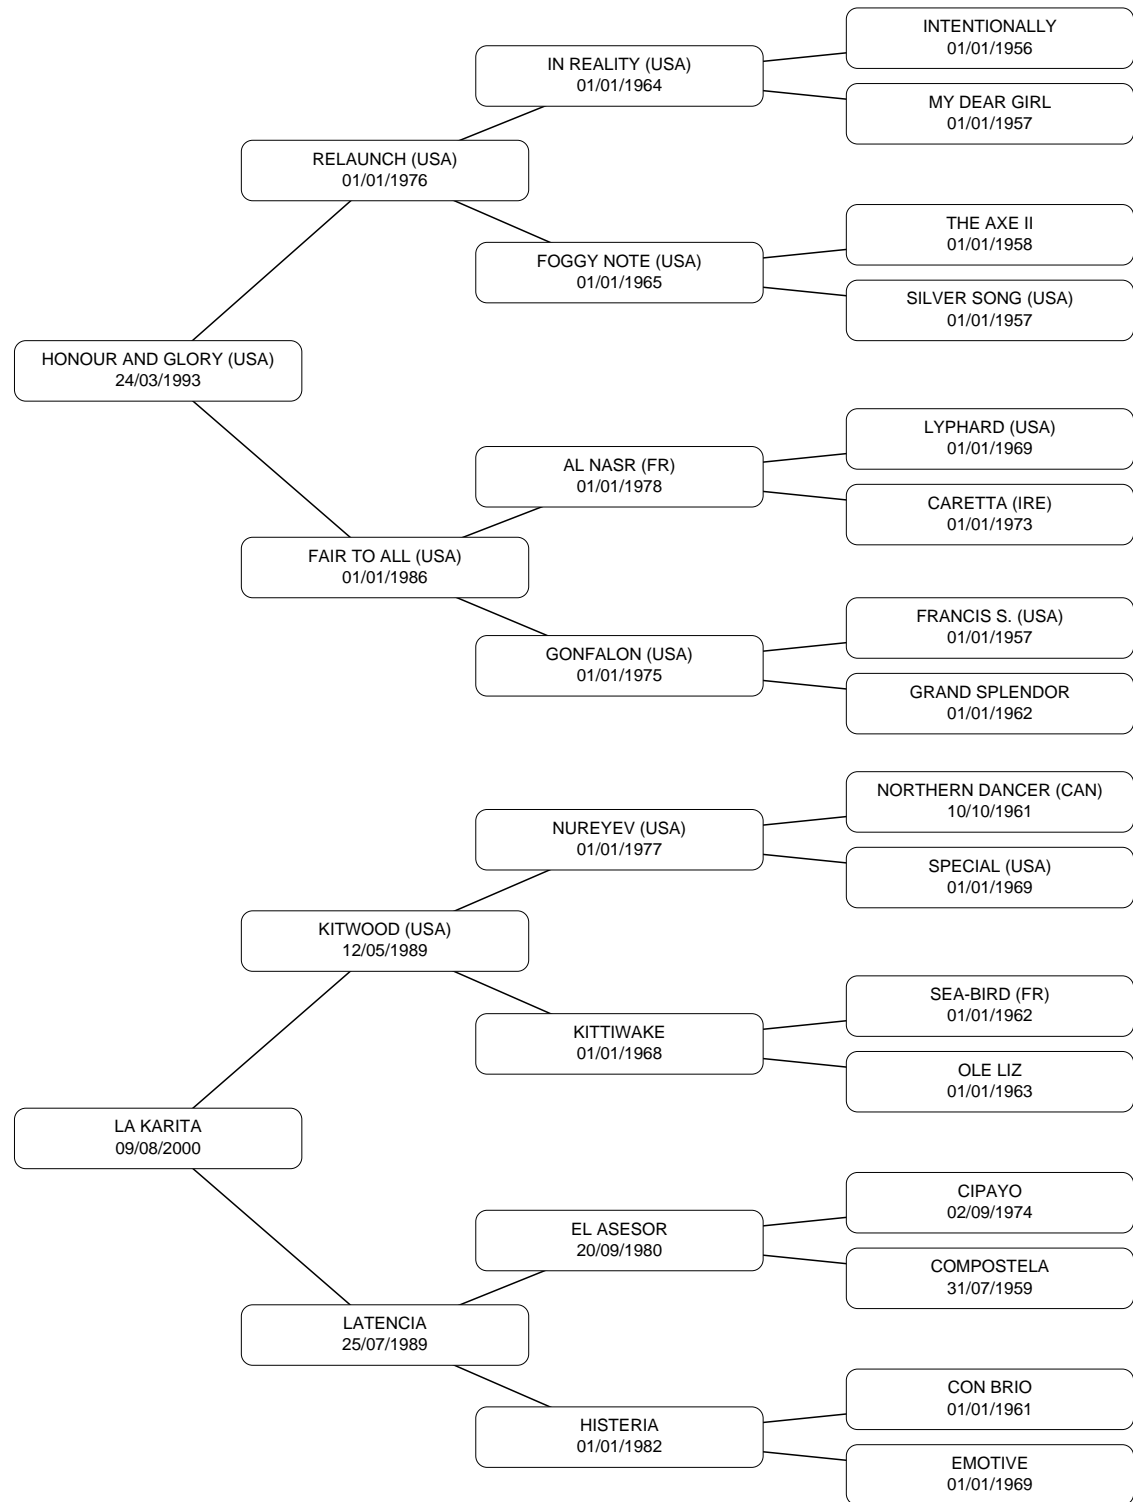 INTENTIONALLY
01/01/1956
IN REALITY (USA)
01/01/1964
MY DEAR GIRL
01/01/1957
RELAUNCH (USA)
01/01/1976
THE AXE II
01/01/1958
FOGGY NOTE (USA)
01/01/1965
SILVER SONG (USA)
01/01/1957
HONOUR AND GLORY (USA)
24/03/1993
LYPHARD (USA)
01/01/1969
AL NASR (FR)
01/01/1978
CARETTA (IRE)
01/01/1973
FAIR TO ALL (USA)
01/01/1986
FRANCIS S. (USA)
01/01/1957
GONFALON (USA)
01/01/1975
GRAND SPLENDOR
01/01/1962
NORTHERN DANCER (CAN)
10/10/1961
NUREYEV (USA)
01/01/1977
SPECIAL (USA)
01/01/1969
KITWOOD (USA)
12/05/1989
SEA-BIRD (FR)
01/01/1962
KITTIWAKE
01/01/1968
OLE LIZ
01/01/1963
LA KARITA
09/08/2000
CIPAYO
02/09/1974
EL ASESOR
20/09/1980
COMPOSTELA
31/07/1959
LATENCIA
25/07/1989
CON BRIO
01/01/1961
HISTERIA
01/01/1982
EMOTIVE
01/01/1969